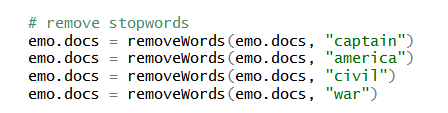 # remove stopwords
emo.docs = removeWords(emo.docs, "captain")
emo.docs = removeWords(emo.docs, "america")
emo.docs = removeWords(emo.docs, "civil")
emo.docs = removeWords(emo.docs, "war")